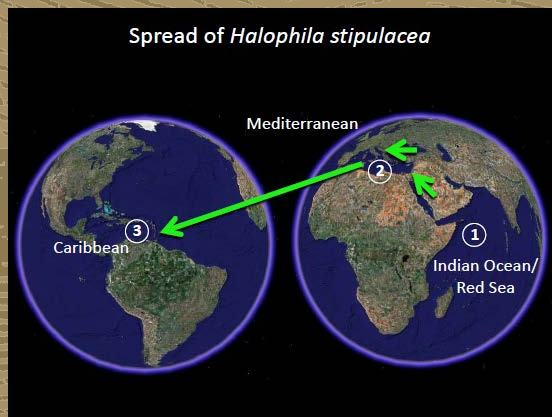 Spread of Halophila stipulacea
Mediterranean
2
3
Caribbean
1
Indian Ocean/
Red Sea